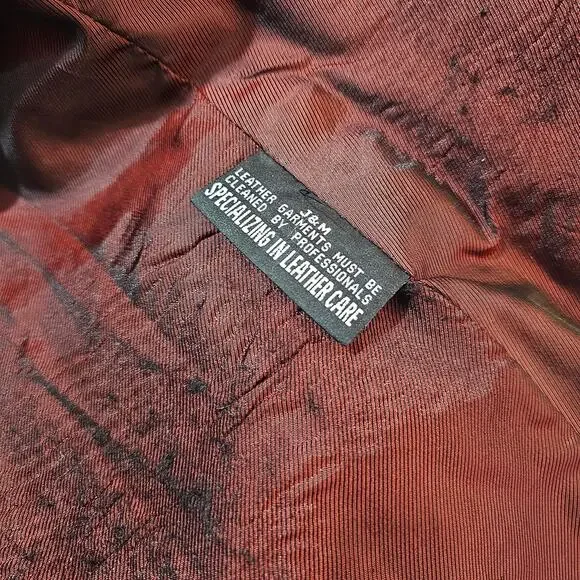 J&M
LEATHER GARMENTS MUST BE
CLEANED BY PROFESSIONALS
SPECIALIZING IN LEATHER CARE